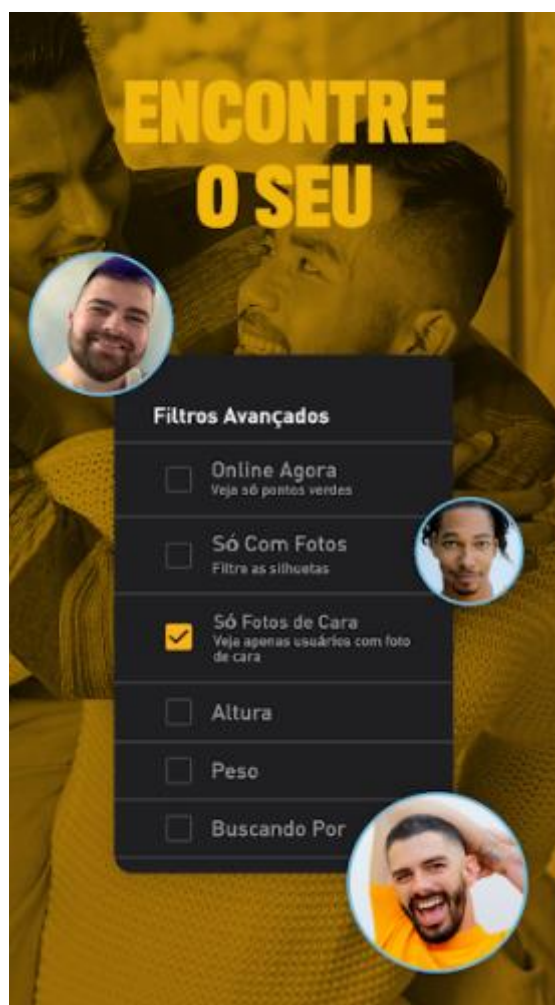 ENCONTRE
O SEU
Filtros Avançados
Online Agora
Veja só pontos verdes
Só Com Fotos
Filtre as silhuetas
Só Fotos de Cara
Veja apenas usuários com foto
de cara
Altura
Peso
Buscando Por